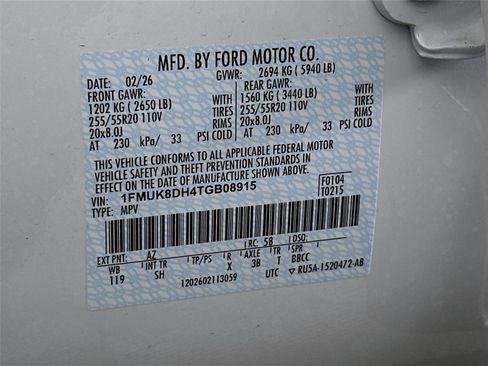 MFD. BY FORD MOTOR CO.
DATE: 02/26 GVWR: 2694 KG ( 5940 LB)
FRONT GAWR: REAR GAWR:
1202 KG ( 2650 LB) WITH 1560 KG ( 3440 LB) WITH
255/55R20 110V TIRES 255/55R20 110V TIRES
20x8.0J RIMS 20x8.0J RIMS
AT 230 kPa/ 33 PSI COLD AT 230 kPa/ 33 PSI COLD
THIS VEHICLE CONFORMS TO ALL APPLICABLE FEDERAL MOTOR
VEHICLE SAFETY AND THEFT PREVENTION STANDARDS IN
EFFECT ON THE DATE OF MANUFACTURE SHOWN ABOVE.
VIN: 1FMUK8DH4TGB08915 F0104
TYPE: MPV T0215
EXT PNT: AZ RC: 58
WB INT TR TP/PS R AXLE TR SPR
119 SH X 3B T BBCC
1202602113059 UTC ▽ RU5A-1520472-AB